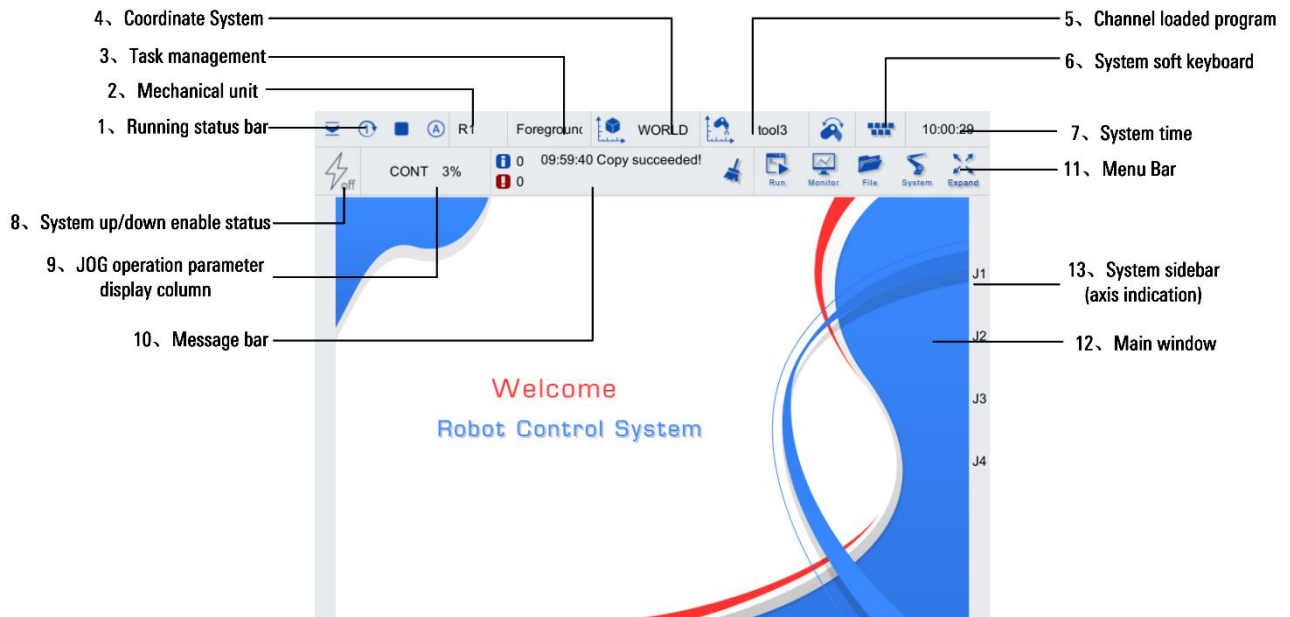 4、Coordinate System
5、Channel loaded program
3、Task management
6、System soft keyboard
2、Mechanical unit
1、Running status bar
A R1 Foregrounc WORLD tool3 10:00:29
7、System time
off CONT 3% 0 09:59:40 Copy succeeded! Run Monitor File System Expand
0
11、Menu Bar
8、System up/down enable status
9、JOG operation parameter
display column
J1
13、System sidebar
(axis indication)
10、Message bar
J2
12、Main window
Welcome
J3
Robot Control System
J4